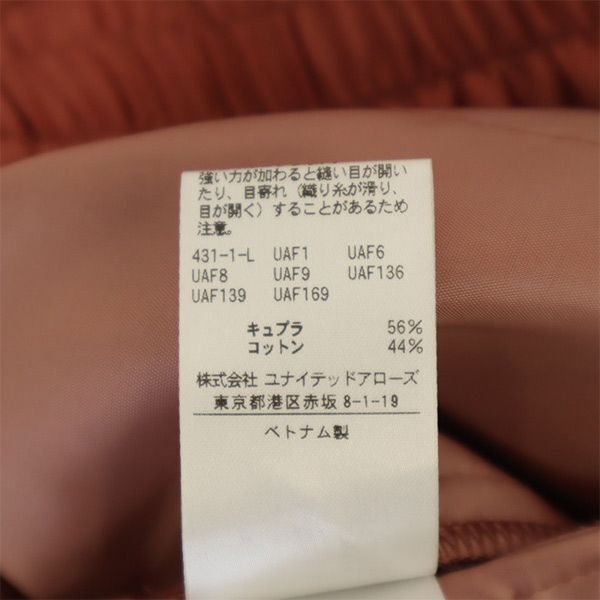 強い力が加わると縫い目が開い
たり、目寄れ（織り糸が滑り、
目が開く）することがあるため
注意。
431-1-L UAF1 UAF6
UAF8 UAF9 UAF136
UAF139 UAF169
キュプラ 56%
コットン 44%
株式会社 ユナイテッドアローズ
東京都港区赤坂 8-1-19
ベトナム製